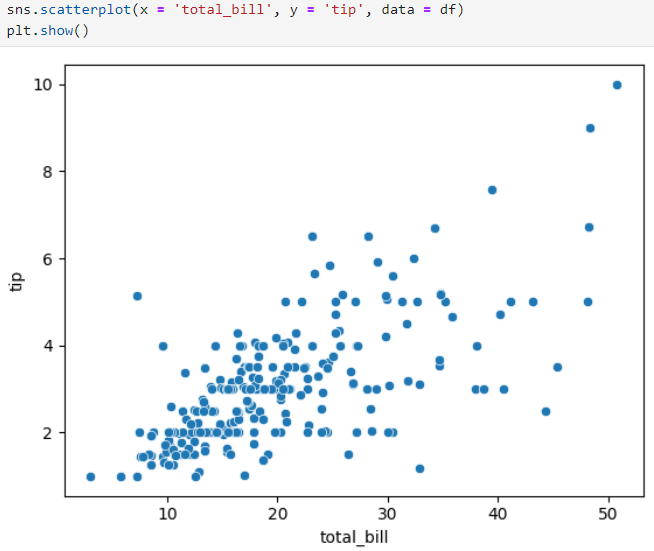 sns.scatterplot(x = 'total_bill', y = 'tip', data = df)
plt.show()
10
8
6
4
2
tip
10 20 30 40 50
total_bill